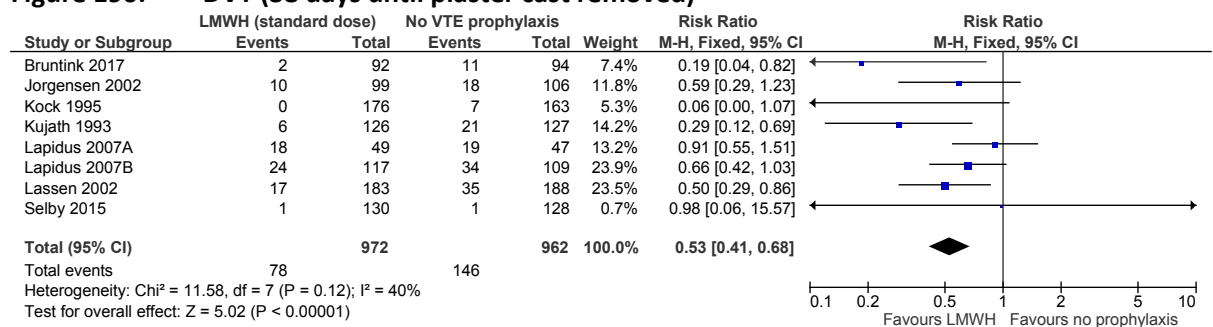 Figure 196: DVT (38 days until plaster cast removed)
LMWH (standard dose) No VTE prophylaxis Risk Ratio Risk Ratio
Study or Subgroup Events Total Events Total Weight M-H, Fixed, 95% CI M-H, Fixed, 95% CI
Bruntink 2017 2 92 11 94 7.4% 0.19 [0.04, 0.82]
Jorgensen 2002 10 99 18 106 11.8% 0.59 [0.29, 1.23]
Kock 1995 0 176 7 163 5.3% 0.06 [0.00, 1.07]
Kujath 1993 6 126 21 127 14.2% 0.29 [0.12, 0.69]
Lapidus 2007A 18 49 19 47 13.2% 0.91 [0.55, 1.51]
Lapidus 2007B 24 117 34 109 23.9% 0.66 [0.42, 1.03]
Lassen 2002 17 183 35 188 23.5% 0.50 [0.29, 0.86]
Selby 2015 1 130 1 128 0.7% 0.98 [0.06, 15.57]
Total (95% CI) 972 962 100.0% 0.53 [0.41, 0.68]
Total events 78 146
Heterogeneity: Chi² = 11.58, df = 7 (P = 0.12); I² = 40%
Test for overall effect: Z = 5.02 (P < 0.00001)
0.1 0.2 0.5 1 2 5 10
Favours LMWH Favours no prophylaxis